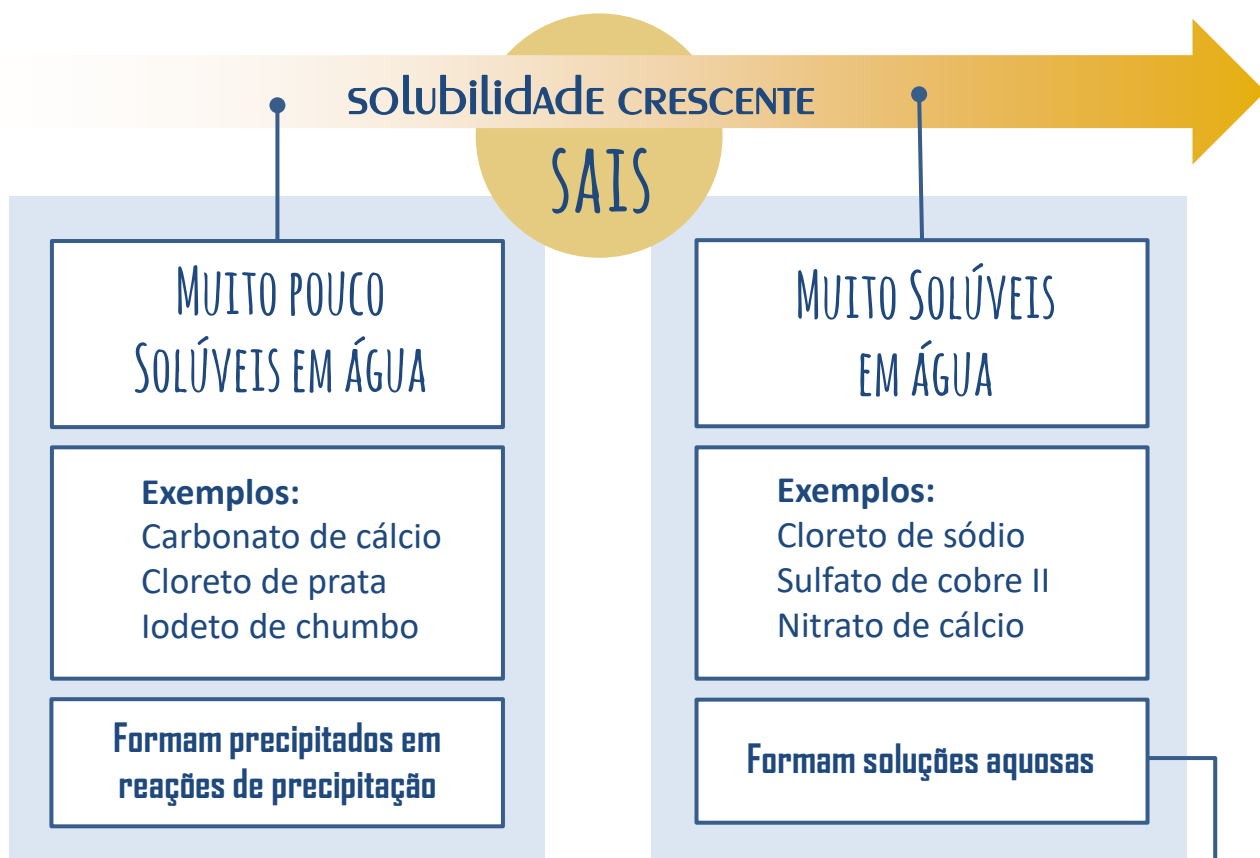 solubilidade crescente
SAIS
Muito pouco
Solúveis em água
Exemplos:
Carbonato de cálcio
Cloreto de prata
Iodeto de chumbo
Formam precipitados em
reações de precipitação
Muito Solúveis
em água
Exemplos:
Cloreto de sódio
Sulfato de cobre II
Nitrato de cálcio
Formam soluções aquosas